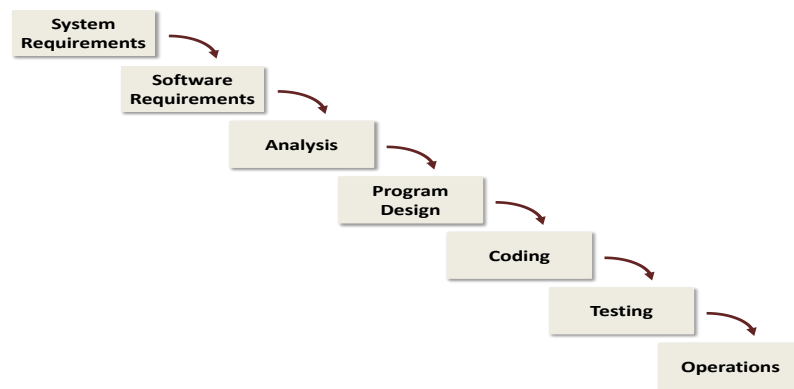 System
Requirements
Software
Requirements
Analysis
Program
Design
Coding
Testing
Operations